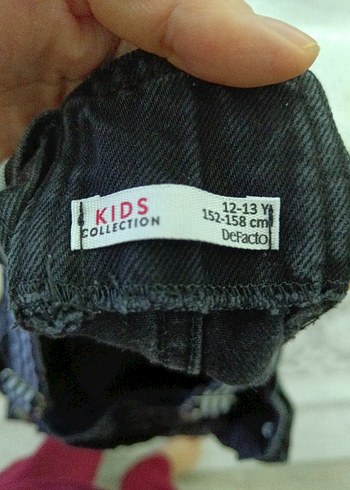 KIDS
COLLECTION
12-13 Y
152-158 cm
DeFacto